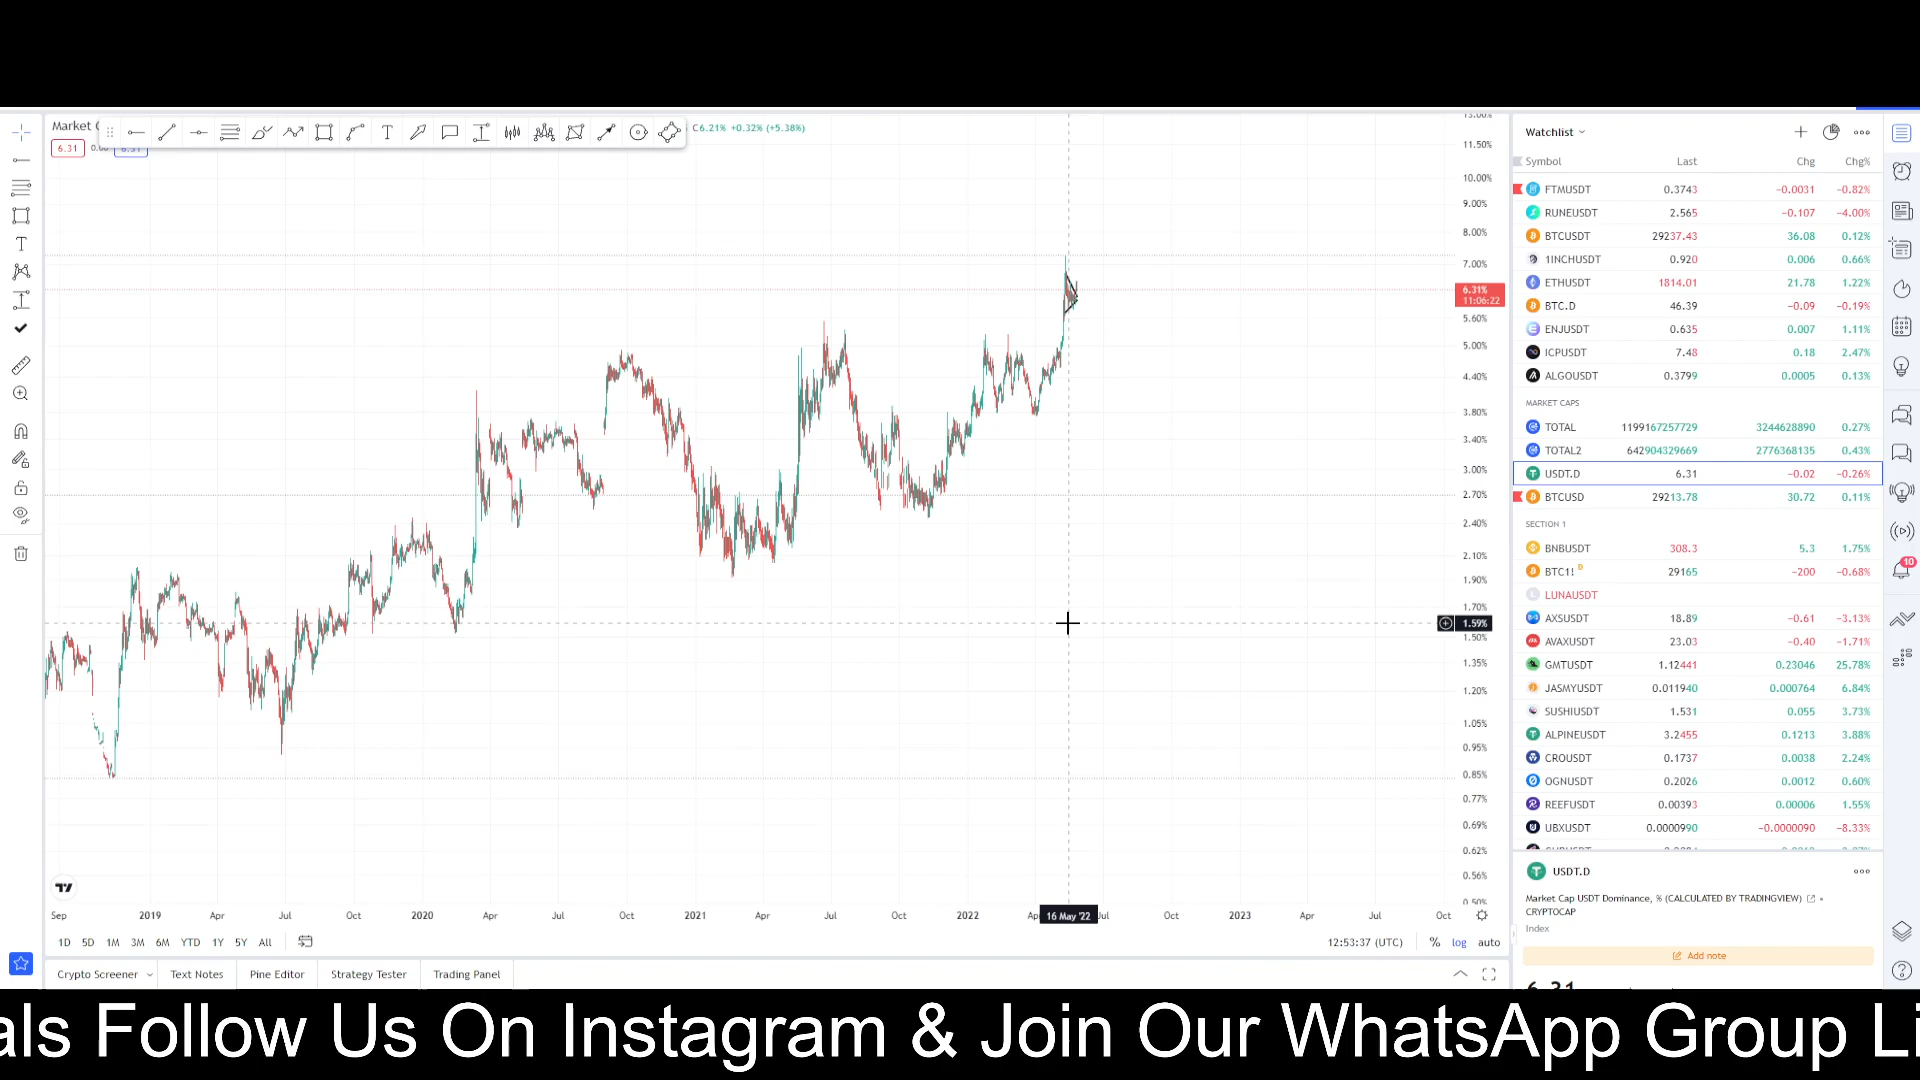 Market C
C6.21% +0.32% (+5.38%)
6.31
Watchlist
Symbol Last Chg Chg%
FTMUSDT 0.3743 −0.0031 −0.82%
RUNEUSDT 2.565 −0.107 −4.00%
BTCUSDT 29237.43 36.08 0.12%
1INCHUSDT 0.920 0.006 0.66%
ETHUSDT 1814.01 21.78 1.22%
BTC.D 46.39 −0.09 −0.19%
ENJUSDT 0.635 0.007 1.11%
ICPUSDT 7.48 0.18 2.47%
ALGOUSDT 0.3799 0.0005 0.13%
MARKET CAPS
TOTAL 1199167257729 3244628890 0.27%
TOTAL2 642904329669 2776368135 0.43%
USDT.D 6.31 −0.02 −0.26%
BTCUSD 29213.78 30.72 0.11%
SECTION 1
BNBUSDT 308.3 5.3 1.75%
BTC1! D 29165 −200 −0.68%
LUNAUSDT
AXSUSDT 18.89 −0.61 −3.13%
AVAXUSDT 23.03 −0.40 −1.71%
GMTUSDT 1.12441 0.23046 25.78%
JASMYUSDT 0.011940 0.000764 6.84%
SUSHIUSDT 1.531 0.055 3.73%
ALPINEUSDT 3.2455 0.1213 3.88%
CROUSDT 0.1737 0.0038 2.24%
OGNUSDT 0.2026 0.0012 0.60%
REEFUSDT 0.00393 0.00006 1.55%
UBXUSDT 0.0000990 −0.0000090 −8.33%
10
USDT.D
Market Cap USDT Dominance, % (CALCULATED BY TRADINGVIEW)
CRYPTOCAP
Index
Add note
6.31
13.00%
11.50%
10.00%
9.00%
8.00%
7.00%
6.31%
11:06:22
5.60%
5.00%
4.40%
3.80%
3.40%
3.00%
2.70%
2.40%
2.10%
1.90%
1.70%
1.59%
1.50%
1.35%
1.20%
1.05%
0.95%
0.85%
0.77%
0.69%
0.62%
0.56%
0.50%
Sep 2019 Apr Jul Oct 2020 Apr Jul Oct 2021 Apr Jul Oct 2022 Ap 16 May '22 Jul Oct 2023 Apr Jul Oct
1D 5D 1M 3M 6M YTD 1Y 5Y All
12:53:37 (UTC) % log auto
Crypto Screener Text Notes Pine Editor Strategy Tester Trading Panel
als Follow Us On Instagram & Join Our WhatsApp Group Li